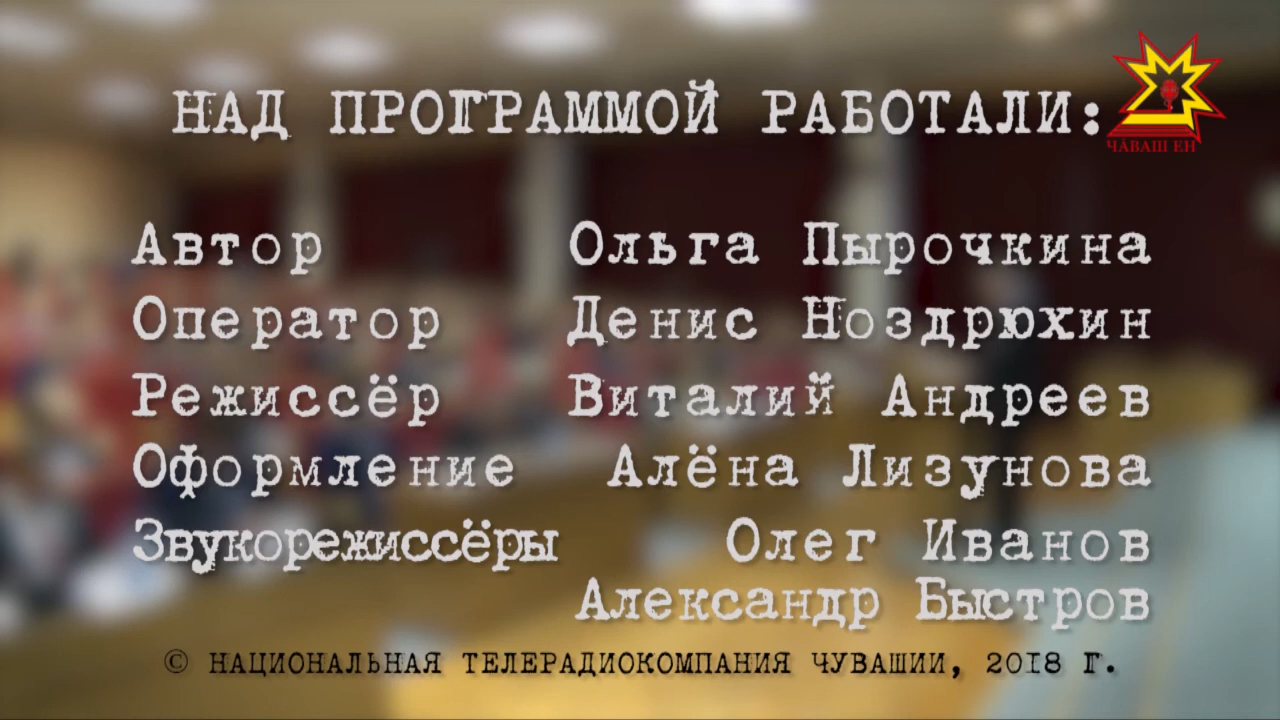 НАД ПРОГРАММОЙ РАБОТАЛИ:
ЧĂВАШ ЕН
Автор Ольга Пырочкина
Оператор Денис Ноздрюхин
Режиссёр Виталий Андреев
Оформление Алёна Лизунова
Звукорежиссёры Олег Иванов
Александр Быстров
© НАЦИОНАЛЬНАЯ ТЕЛЕРАДИОКОМПАНИЯ ЧУВАШИИ, 2018 Г.